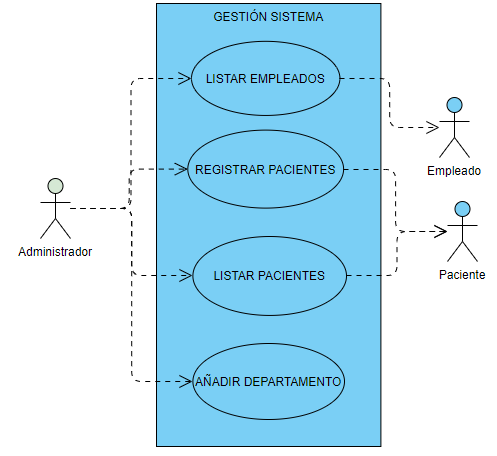 GESTIÓN SISTEMA
LISTAR EMPLEADOS
REGISTRAR PACIENTES
LISTAR PACIENTES
AÑADIR DEPARTAMENTO
Administrador
Empleado
Paciente